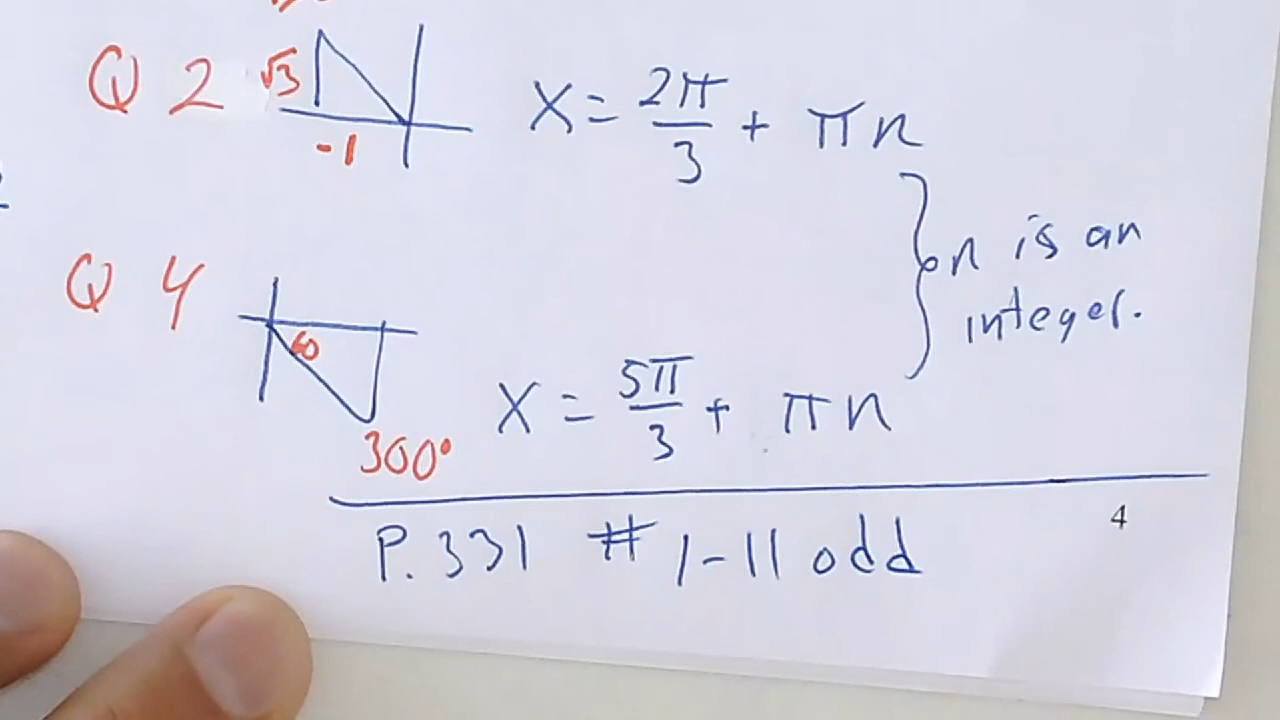 Q 2 √3 -1 X = 2π/3 + πn
n is an
integer.
Q 4 60 300° X = 5π/3 + πn
4
P. 331 # 1-11 odd